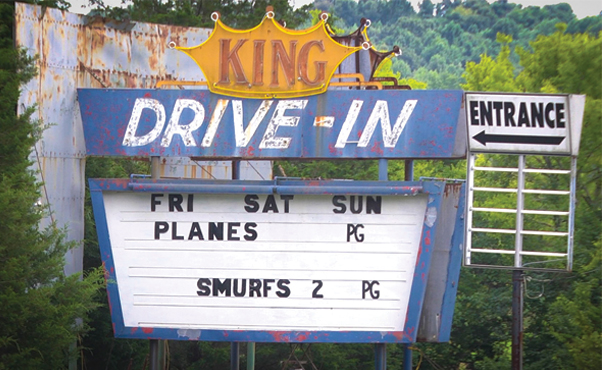 KING
DRIVE-IN
ENTRANCE
FRI SAT SUN
PLANES PG
SMURFS 2 PG